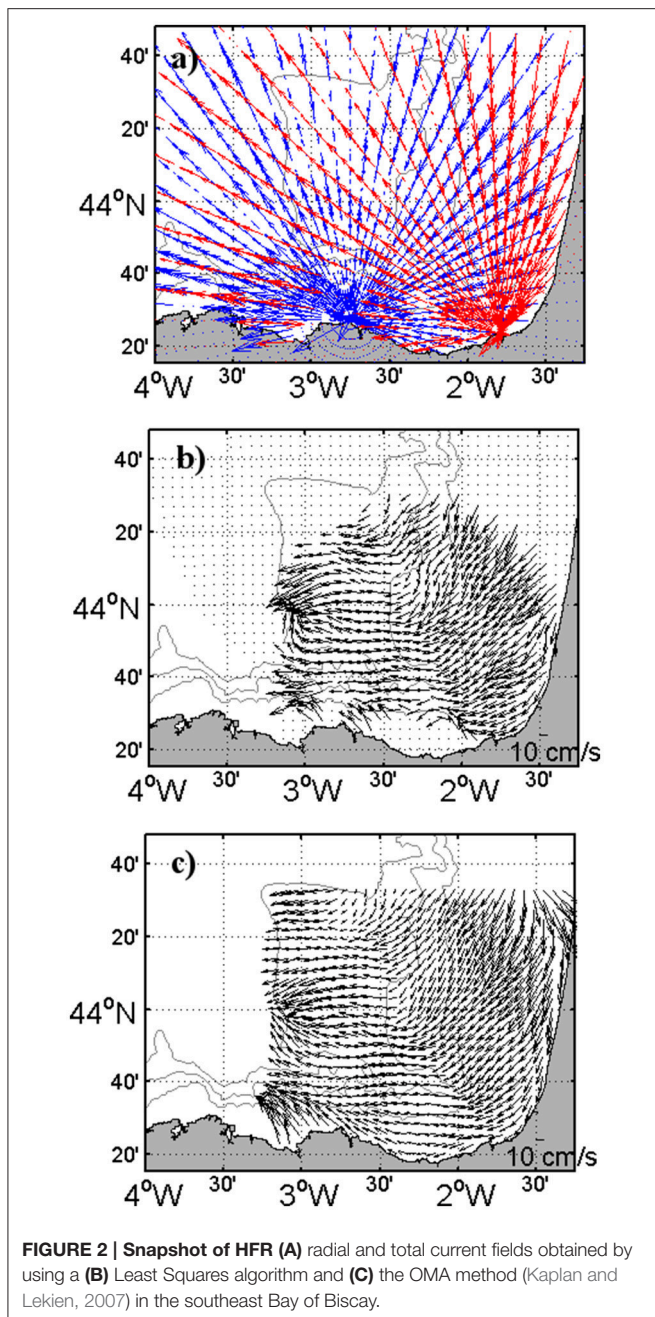 a)
40'
20'
44°N
40'
20'
4°W 30' 3°W 30' 2°W 30'
b)
40'
20'
44°N
40'
20'
10 cm/s
4°W 30' 3°W 30' 2°W 30'
c)
40'
20'
44°N
40'
20'
10 cm/s
4°W 30' 3°W 30' 2°W 30'
FIGURE 2 | Snapshot of HFR (A) radial and total current fields obtained by
using a (B) Least Squares algorithm and (C) the OMA method (Kaplan and
Lekien, 2007) in the southeast Bay of Biscay.